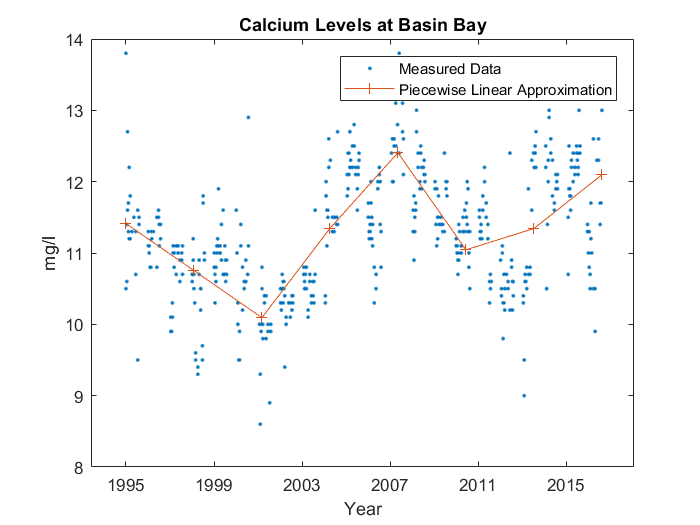 Calcium Levels at Basin Bay
14
13
12
11
10
9
8
mg/l
Measured Data
Piecewise Linear Approximation
1995 1999 2003 2007 2011 2015
Year